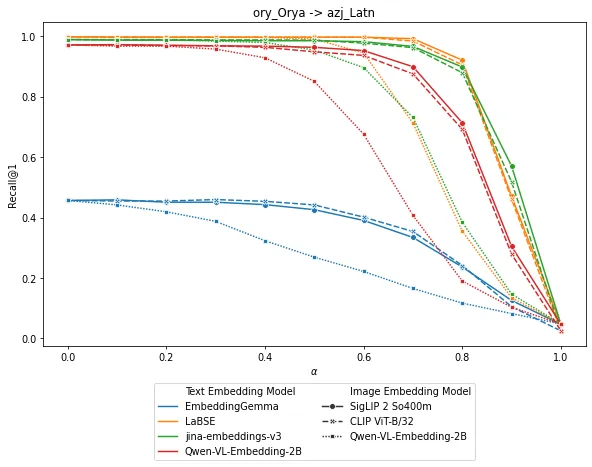 ory_Orya -> azj_Latn
1.0
0.8
0.6
0.4
0.2
0.0
Recall@1
0.0 0.2 0.4 0.6 0.8 1.0
α
Text Embedding Model
EmbeddingGemma
LaBSE
jina-embeddings-v3
Qwen-VL-Embedding-2B
Image Embedding Model
SigLIP 2 So400m
CLIP ViT-B/32
Qwen-VL-Embedding-2B